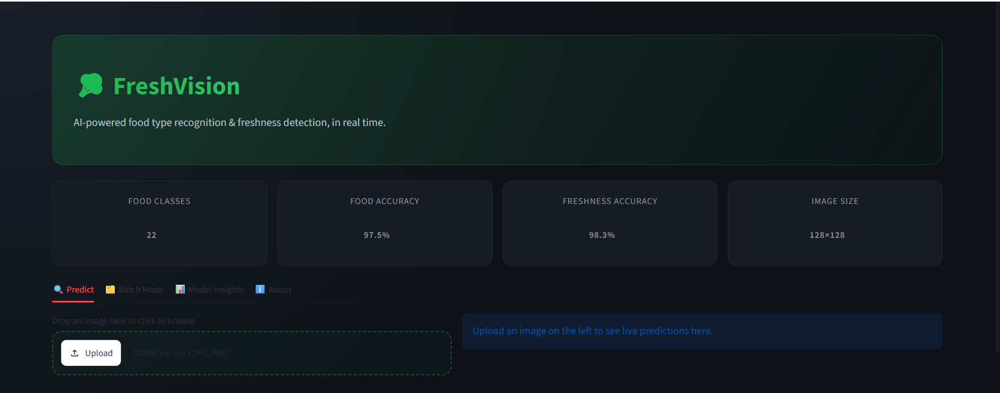 FreshVision
AI-powered food type recognition & freshness detection, in real time.
FOOD CLASSES
22
FOOD ACCURACY
97.5%
FRESHNESS ACCURACY
98.3%
IMAGE SIZE
128×128
Predict Batch Mode Model Insights About
Drop an image here or click to browse
Upload 200MB per file • JPG, PNG
Upload an image on the left to see live predictions here.